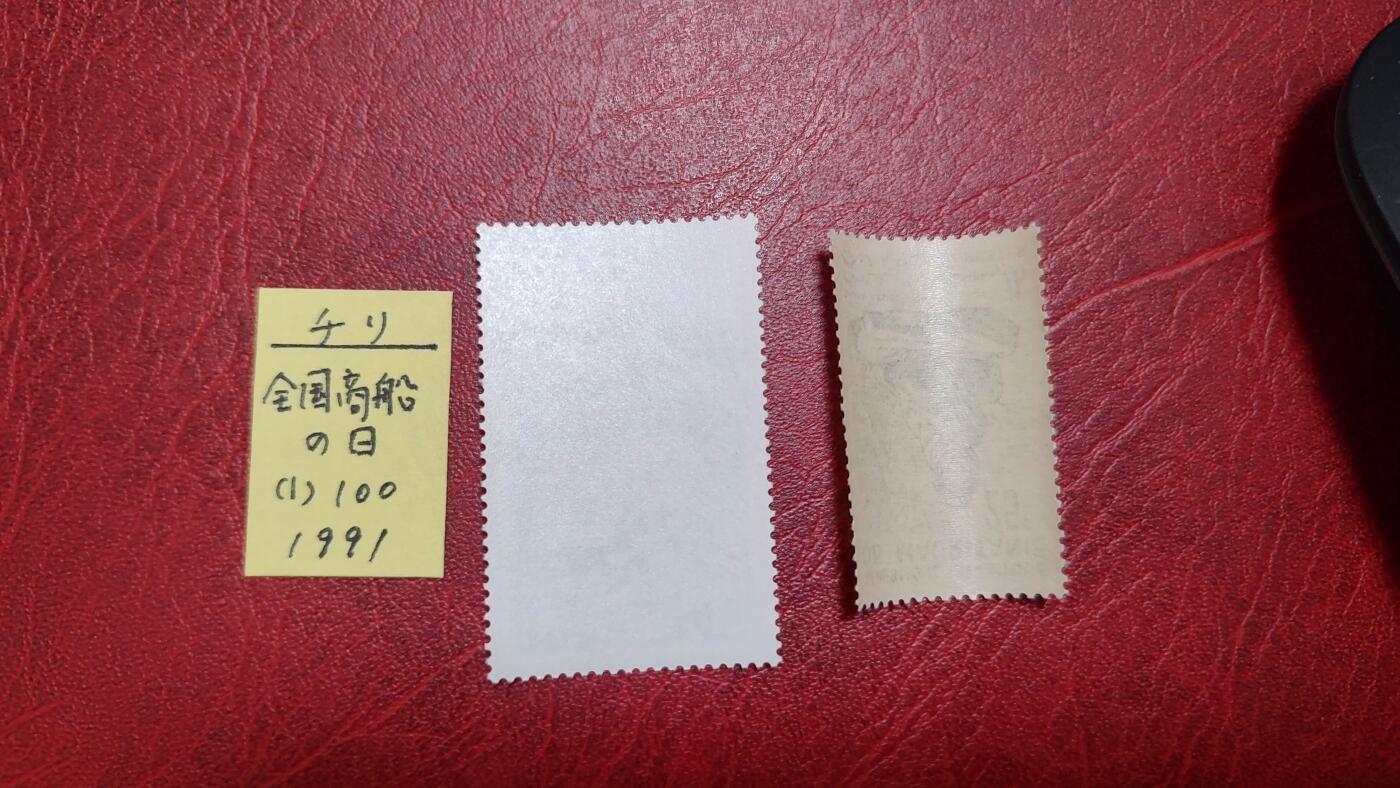 チリ
全国商船
の日
(1) 100
1991